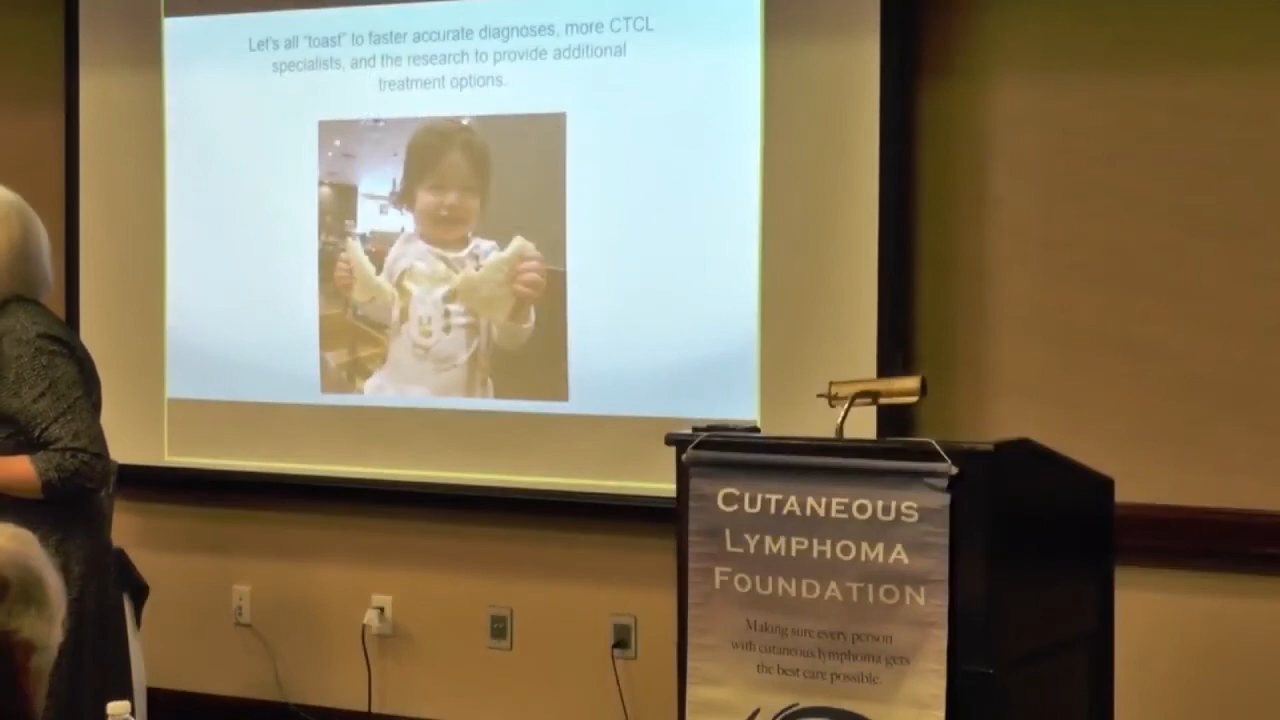 Let's all "toast" to faster accurate diagnoses, more CTCL
specialists, and the research to provide additional
treatment options.
CUTANEOUS
LYMPHOMA
FOUNDATION
Making sure every person
with cutaneous lymphoma gets
the best care possible.